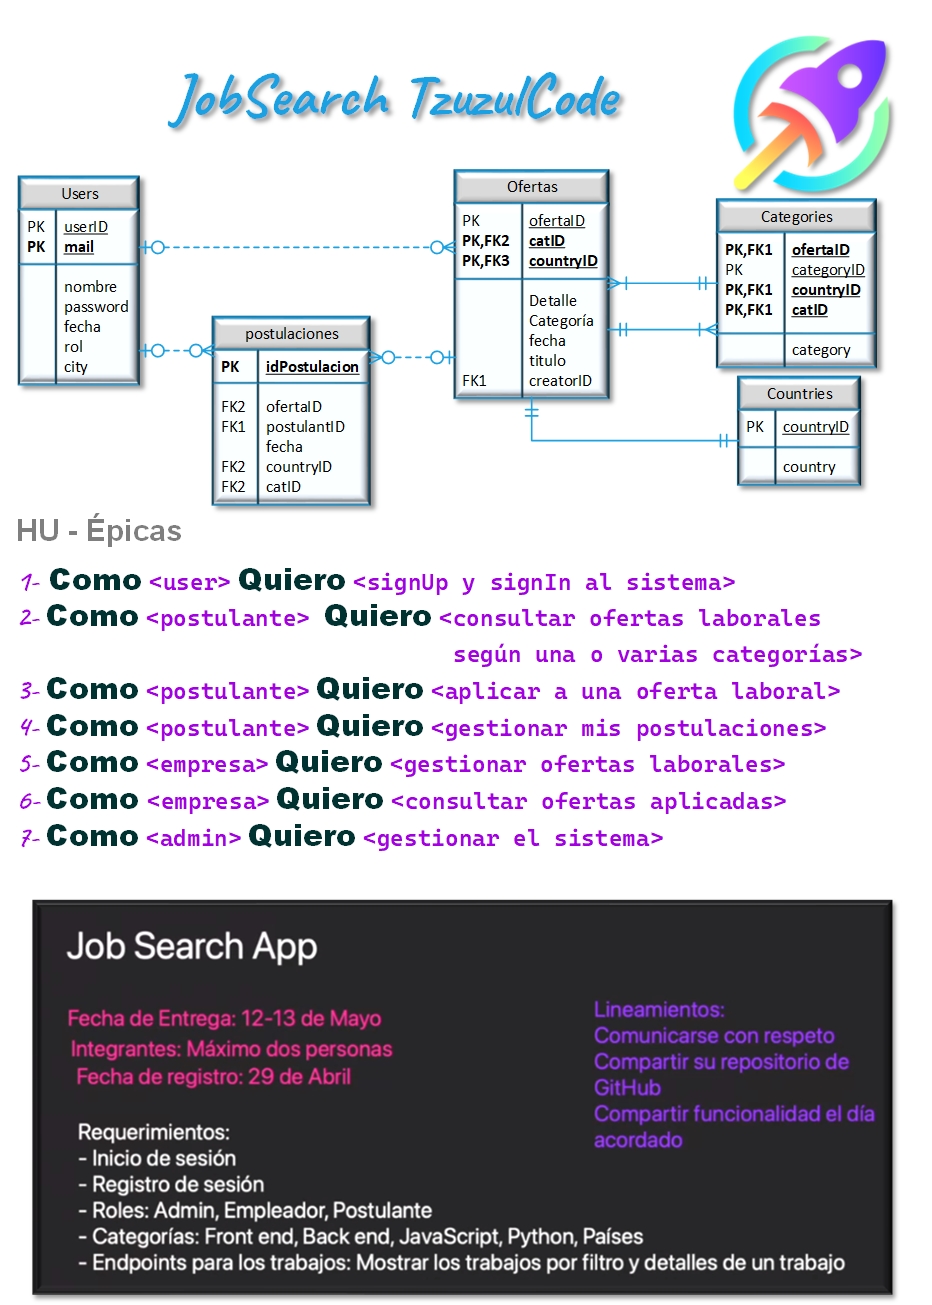 JobSearch TzuzulCode
Users
PK userID
PK mail
nombre
password
fecha
rol
city
postulaciones
PK idPostulacion
FK2 ofertaID
FK1 postulantID
fecha
FK2 countryID
FK2 catID
Ofertas
PK ofertaID
PK,FK2 catID
PK,FK3 countryID
Detalle
Categoría
fecha
titulo
FK1 creatorID
Categories
PK,FK1 ofertaID
PK categoryID
PK,FK1 countryID
PK,FK1 catID
category
Countries
PK countryID
country
HU - Épicas
1- Como <user> Quiero <signUp y signIn al sistema>
2- Como <postulante> Quiero <consultar ofertas laborales
según una o varias categorías>
3- Como <postulante> Quiero <aplicar a una oferta laboral>
4- Como <postulante> Quiero <gestionar mis postulaciones>
5- Como <empresa> Quiero <gestionar ofertas laborales>
6- Como <empresa> Quiero <consultar ofertas aplicadas>
7- Como <admin> Quiero <gestionar el sistema>
Job Search App
Fecha de Entrega: 12-13 de Mayo
Integrantes: Máximo dos personas
Fecha de registro: 29 de Abril
Lineamientos:
Comunicarse con respeto
Compartir su repositorio de
GitHub
Compartir funcionalidad el día
acordado
Requerimientos:
- Inicio de sesión
- Registro de sesión
- Roles: Admin, Empleador, Postulante
- Categorías: Front end, Back end, JavaScript, Python, Países
- Endpoints para los trabajos: Mostrar los trabajos por filtro y detalles de un trabajo